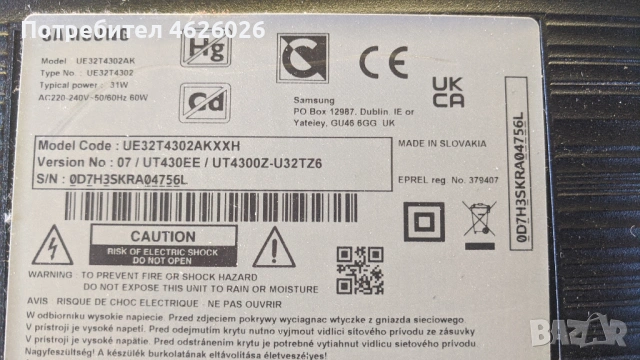 Потребител 4626026
SAMSUNG
Model : UE32T4302AK
Type No. : UE32T4302
Typical power : 31W
AC220-240V~50/60Hz 60W
Hg
Cd
C
Samsung
PO Box 12987, Dublin. IE or
Yateley, GU46 6GG UK
UK
CA
Model Code : UE32T4302AKXXH
Version No : 07 / UT430EE / UT4300Z-U32TZ6
S/N : 0D7H3SKRA04756L
MADE IN SLOVAKIA
EPREL reg No. 379407
0D7H3SKRA04756L
CAUTION
RISK OF ELECTRIC SHOCK
DO NOT OPEN
WARNING : TO PREVENT FIRE OR SHOCK HAZARD
DO NOT EXPOSE THIS UNIT TO RAIN OR MOISTURE
AVIS : RISQUE DE CHOC ELECTRIQUE - NE PAS OUVRIR
W odbiorniku wysokie napiecie. Przed zdjeciem pokrywy wyciagnac wtyczke z gniazda sieciowego.
V pristroji je vysoké napetí. Pred odejmutím krytu nutno vyjmout vidlici sítového prívodu ze zásuvky
V prístroji je vysoké napätie. Pred odstránením krytu je potrebné vytiahnut vidlicu sietovej
Nagyfeszültség! A készülék burkolatának eltávolítása életveszélyes!
BAZAR